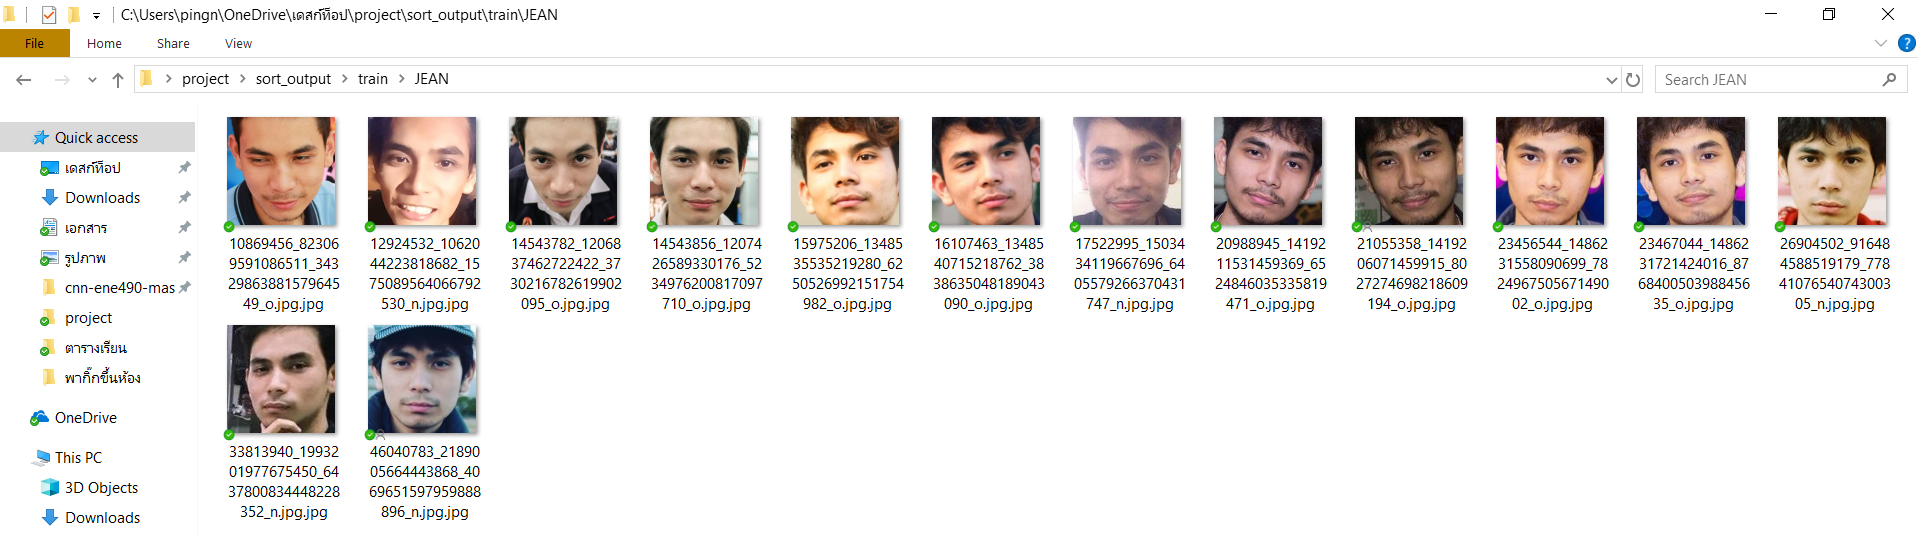 C:\Users\pingn\OneDrive\เดสก์ท็อป\project\sort_output\train\JEAN
File Home Share View
project sort_output train JEAN
Search JEAN
Quick access
เดสก์ท็อป
Downloads
เอกสาร
รูปภาพ
cnn-ene490-mas
project
ตารางเรียน
พากิ๊กขึ้นห้อง
OneDrive
This PC
3D Objects
Downloads
10869456_82306
9591086511_343
29863881579645
49_o.jpg.jpg
12924532_10620
44223818682_15
75089564066792
530_n.jpg.jpg
14543782_12068
37462722422_37
30216782619902
095_o.jpg.jpg
14543856_12074
26589330176_52
34976200817097
710_o.jpg.jpg
15975206_13485
35535219280_62
50526992151754
982_o.jpg.jpg
16107463_13485
40715218762_38
38635048189043
090_o.jpg.jpg
17522995_15034
34119667696_64
05579266370431
747_n.jpg.jpg
20988945_14192
11531459369_65
24846035335819
471_o.jpg.jpg
21055358_14192
06071459915_80
27274698218609
194_o.jpg.jpg
23456544_14862
31558090699_78
24967505671490
02_o.jpg.jpg
23467044_14862
31721424016_87
68400503988456
35_o.jpg.jpg
26904502_91648
4588519179_778
41076540743003
05_n.jpg.jpg
33813940_19932
01977675450_64
37800834448228
352_n.jpg.jpg
46040783_21890
05664443868_40
69651597959888
896_n.jpg.jpg